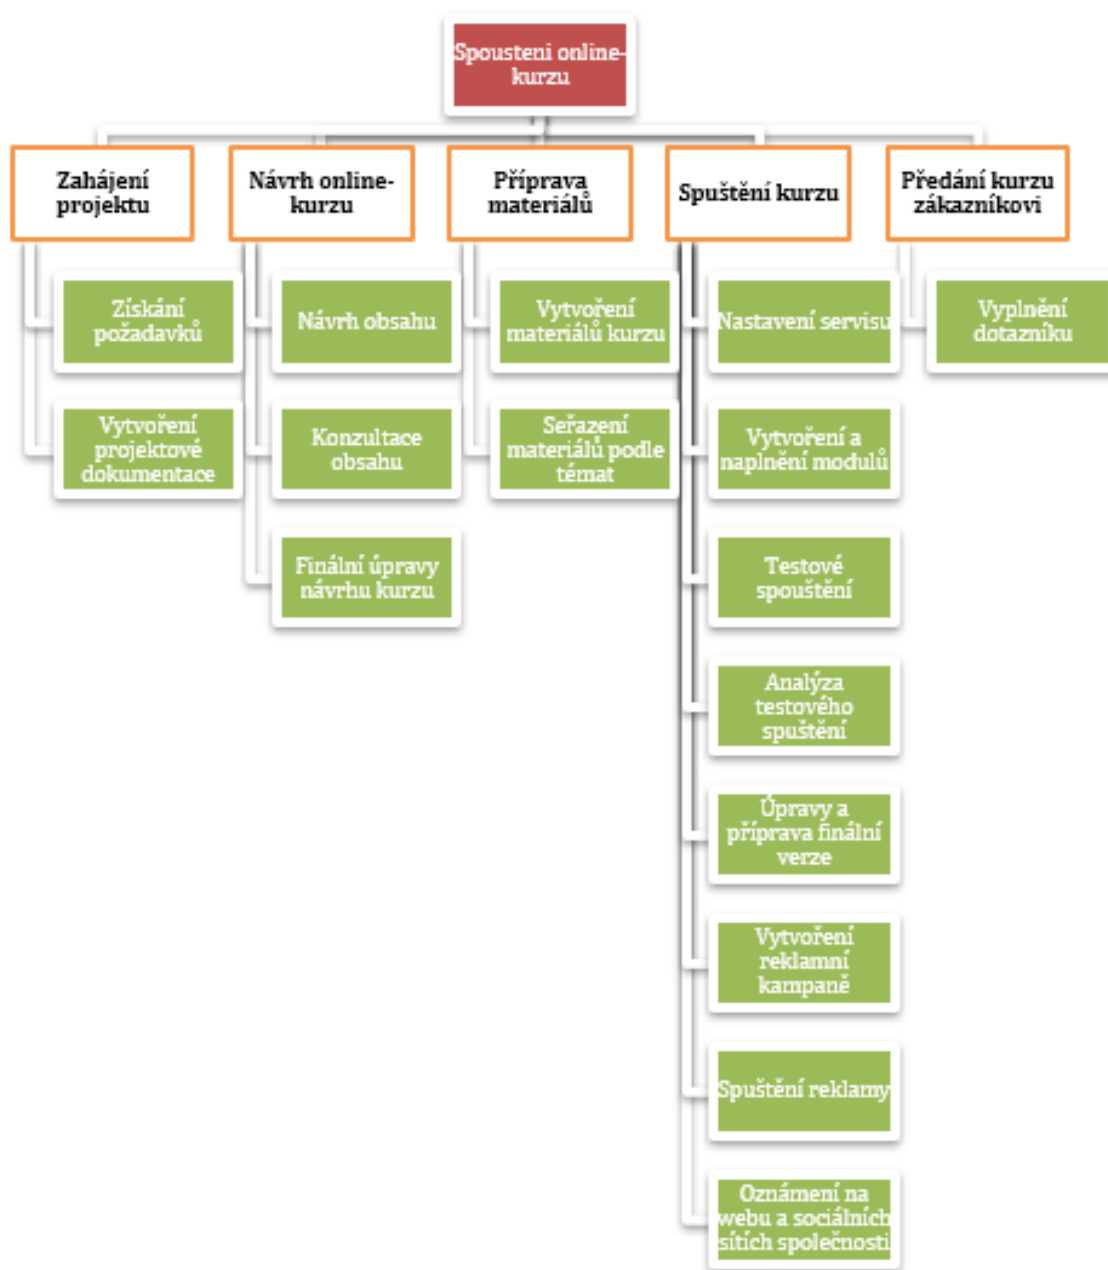 Spousteni online-
kurzu
Zahájení
projektu
Návrh online-
kurzu
Příprava
materiálů
Spuštění kurzu
Předání kurzu
zákazníkovi
Získání
požadavků
Vytvoření
projektové
dokumentace
Návrh obsahu
Konzultace
obsahu
Finální úpravy
návrhu kurzu
Vytvoření
materiálů kurzu
Seřazení
materiálů podle
témat
Nastavení servisu
Vytvoření a
naplnění modulů
Testové
spouštění
Analýza
testového
spuštění
Úpravy a
příprava finální
verze
Vytvoření
reklamní
kampaně
Spuštění reklamy
Oznámení na
webu a sociálních
sítích společnosti
Vyplnění
dotazníku